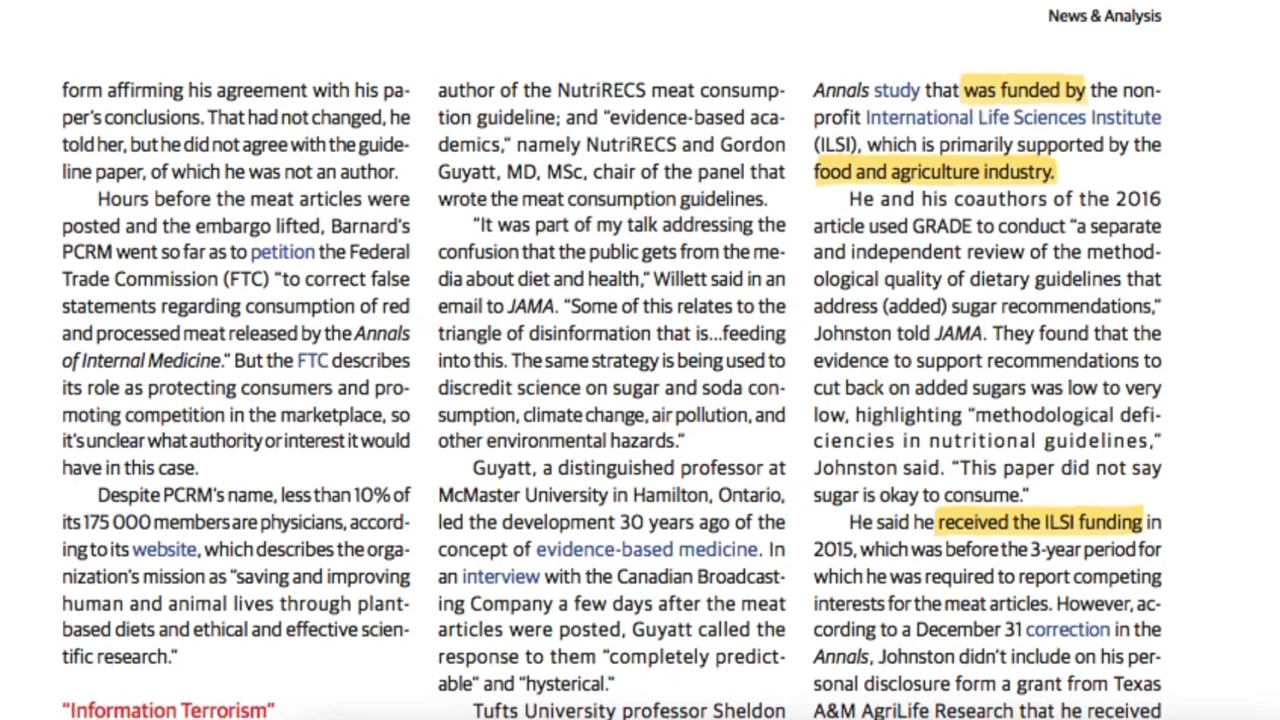 News & Analysis
form affirming his agreement with his pa-
per's conclusions. That had not changed, he
told her, but he did not agree with the guide-
line paper, of which he was not an author.
Hours before the meat articles were
posted and the embargo lifted, Barnard's
PCRM went so far as to petition the Federal
Trade Commission (FTC) "to correct false
statements regarding consumption of red
and processed meat released by the Annals
of Internal Medicine." But the FTC describes
its role as protecting consumers and pro-
moting competition in the marketplace, so
it's unclear what authority or interest it would
have in this case.
Despite PCRM's name, less than 10% of
its 175 000 members are physicians, accord-
ing to its website, which describes the orga-
nization's mission as "saving and improving
human and animal lives through plant-
based diets and ethical and effective scien-
tific research."
"Information Terrorism"
author of the NutriRECS meat consump-
tion guideline; and "evidence-based aca-
demics," namely NutriRECS and Gordon
Guyatt, MD, MSc, chair of the panel that
wrote the meat consumption guidelines.
"It was part of my talk addressing the
confusion that the public gets from the me-
dia about diet and health," Willett said in an
email to JAMA. "Some of this relates to the
triangle of disinformation that is...feeding
into this. The same strategy is being used to
discredit science on sugar and soda con-
sumption, climate change, air pollution, and
other environmental hazards."
Guyatt, a distinguished professor at
McMaster University in Hamilton, Ontario,
led the development 30 years ago of the
concept of evidence-based medicine. In
an interview with the Canadian Broadcast-
ing Company a few days after the meat
articles were posted, Guyatt called the
response to them "completely predict-
able" and "hysterical."
Tufts University professor Sheldon
Annals study that was funded by the non-
profit International Life Sciences Institute
(ILSI), which is primarily supported by the
food and agriculture industry.
He and his coauthors of the 2016
article used GRADE to conduct "a separate
and independent review of the method-
ological quality of dietary guidelines that
address (added) sugar recommendations,"
Johnston told JAMA. They found that the
evidence to support recommendations to
cut back on added sugars was low to very
low, highlighting "methodological defi-
ciencies in nutritional guidelines,"
Johnston said. "This paper did not say
sugar is okay to consume."
He said he received the ILSI funding in
2015, which was before the 3-year period for
which he was required to report competing
interests for the meat articles. However, ac-
cording to a December 31 correction in the
Annals, Johnston didn't include on his per-
sonal disclosure form a grant from Texas
A&M AgriLife Research that he received